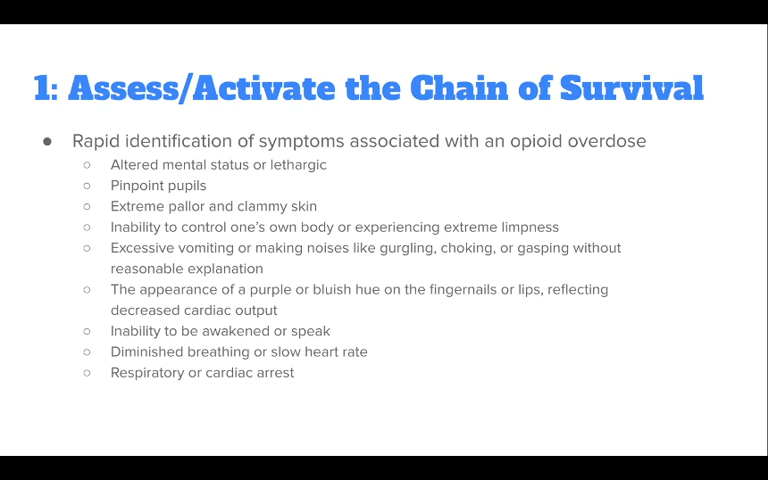 1: Assess/Activate the Chain of Survival
● Rapid identification of symptoms associated with an opioid overdose
○ Altered mental status or lethargic
○ Pinpoint pupils
○ Extreme pallor and clammy skin
○ Inability to control one’s own body or experiencing extreme limpness
○ Excessive vomiting or making noises like gurgling, choking, or gasping without
reasonable explanation
○ The appearance of a purple or bluish hue on the fingernails or lips, reflecting
decreased cardiac output
○ Inability to be awakened or speak
○ Diminished breathing or slow heart rate
○ Respiratory or cardiac arrest